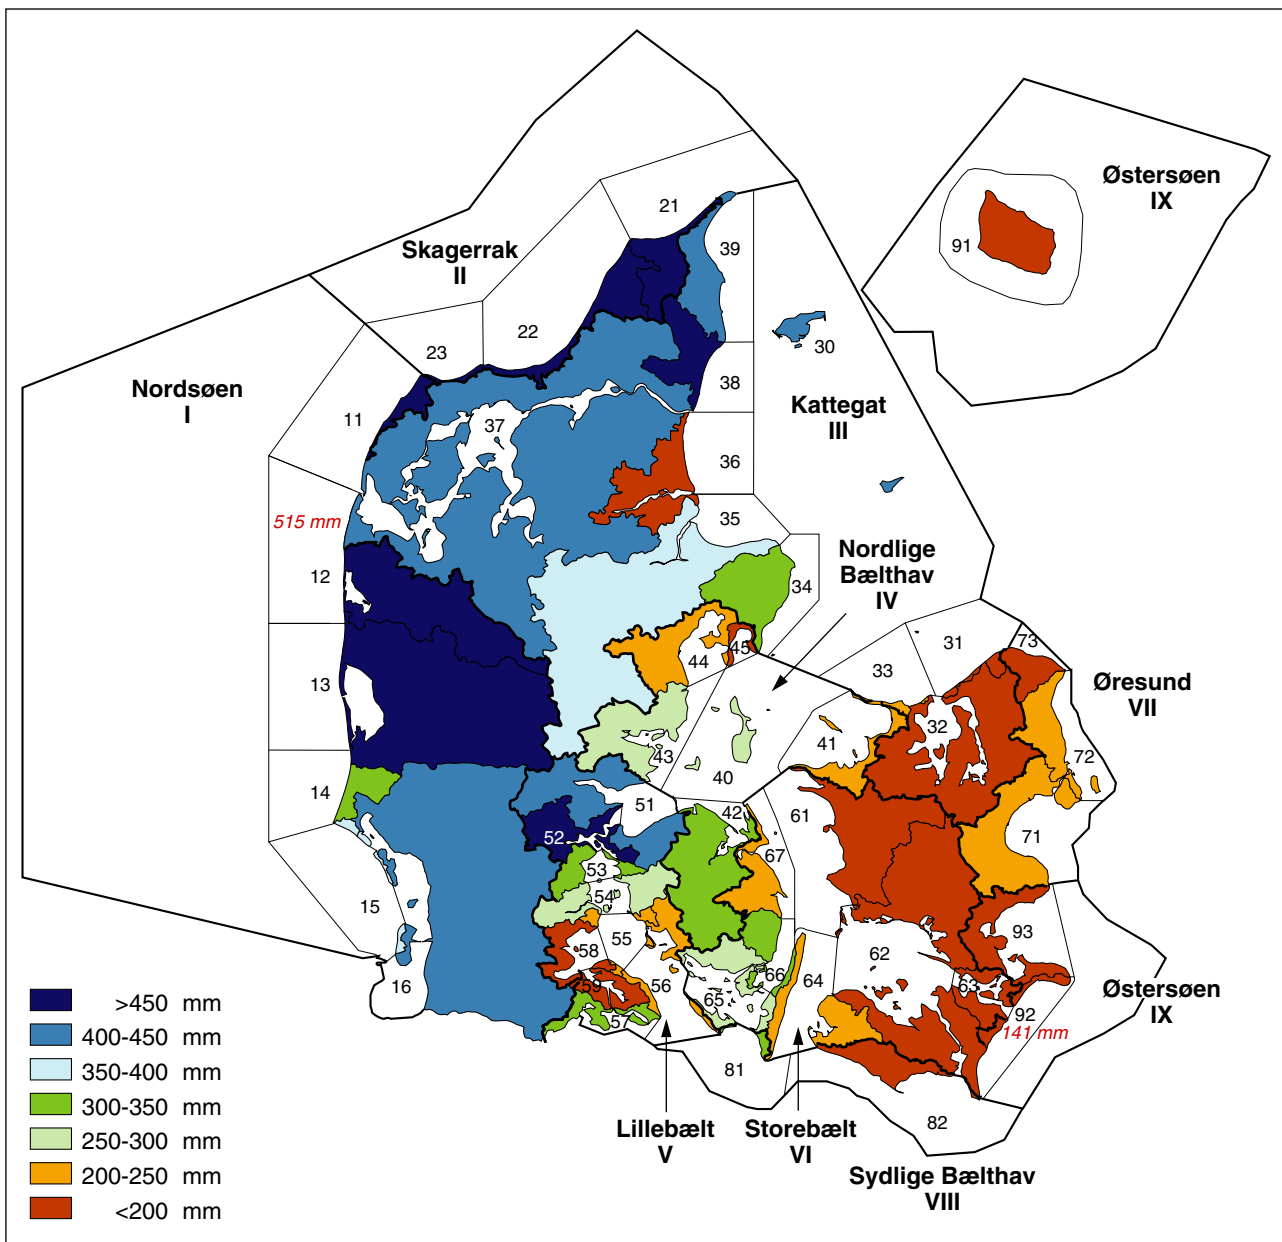 Skagerrak
II
Nordsøen
I
Kattegat
III
Nordlige
Bælthav
IV
Østersøen
IX
Øresund
VII
Østersøen
IX
Lillebælt
V
Storebælt
VI
Sydlige Bælthav
VIII
21
39
22
23
30
38
11
37
36
515 mm
35
12
34
45
44
31
73
33
13
32
41
43
40
72
14
51
42
61
52
71
67
53
54
15
55
58
93
62
66
59
56
64
63
16
65
57
92
141 mm
81
82
91
>450 mm
400-450 mm
350-400 mm
300-350 mm
250-300 mm
200-250 mm
<200 mm